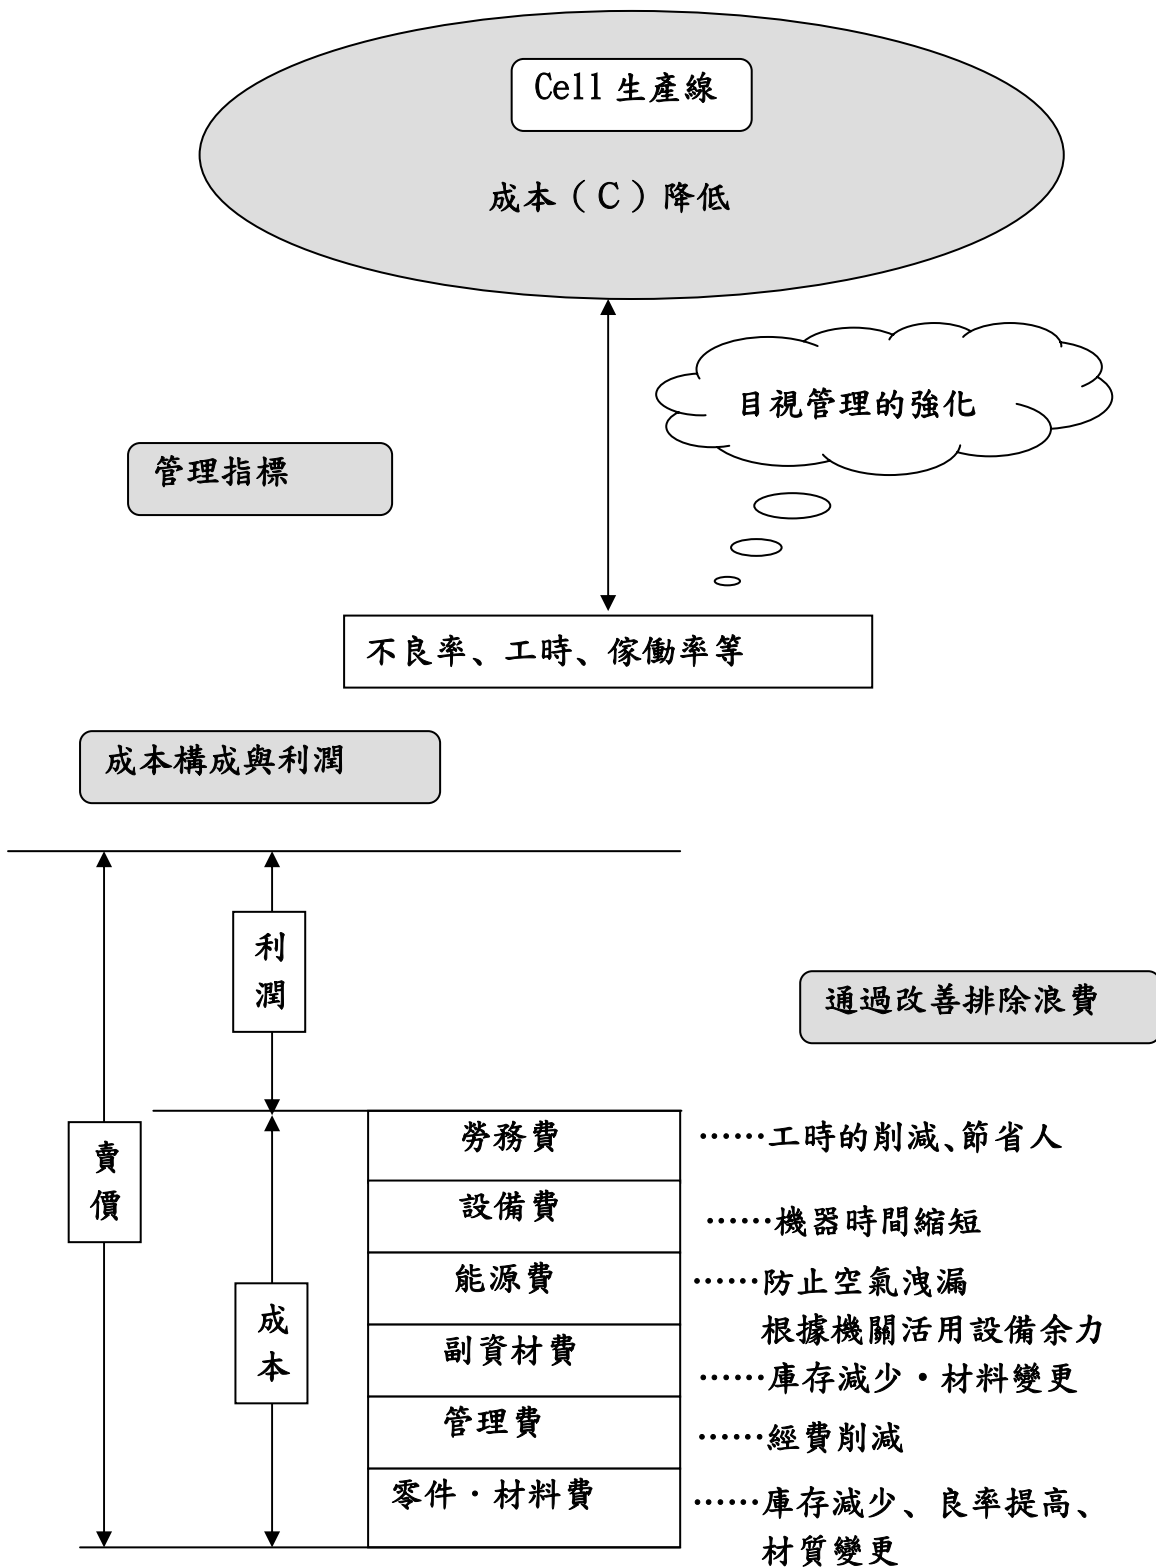 Cell 生產線
成本（C）降低
目視管理的強化
管理指標
不良率、工時、傢働率等
成本構成與利潤
利
潤
通過改善排除浪費
賣
價
成
本
勞務費
……工時的削減、節省人
設備費
……機器時間縮短
能源費
……防止空氣洩漏
根據機關活用設備余力
副資材費
……庫存減少・材料變更
管理費
……經費削減
零件・材料費
……庫存減少、良率提高、
材質變更